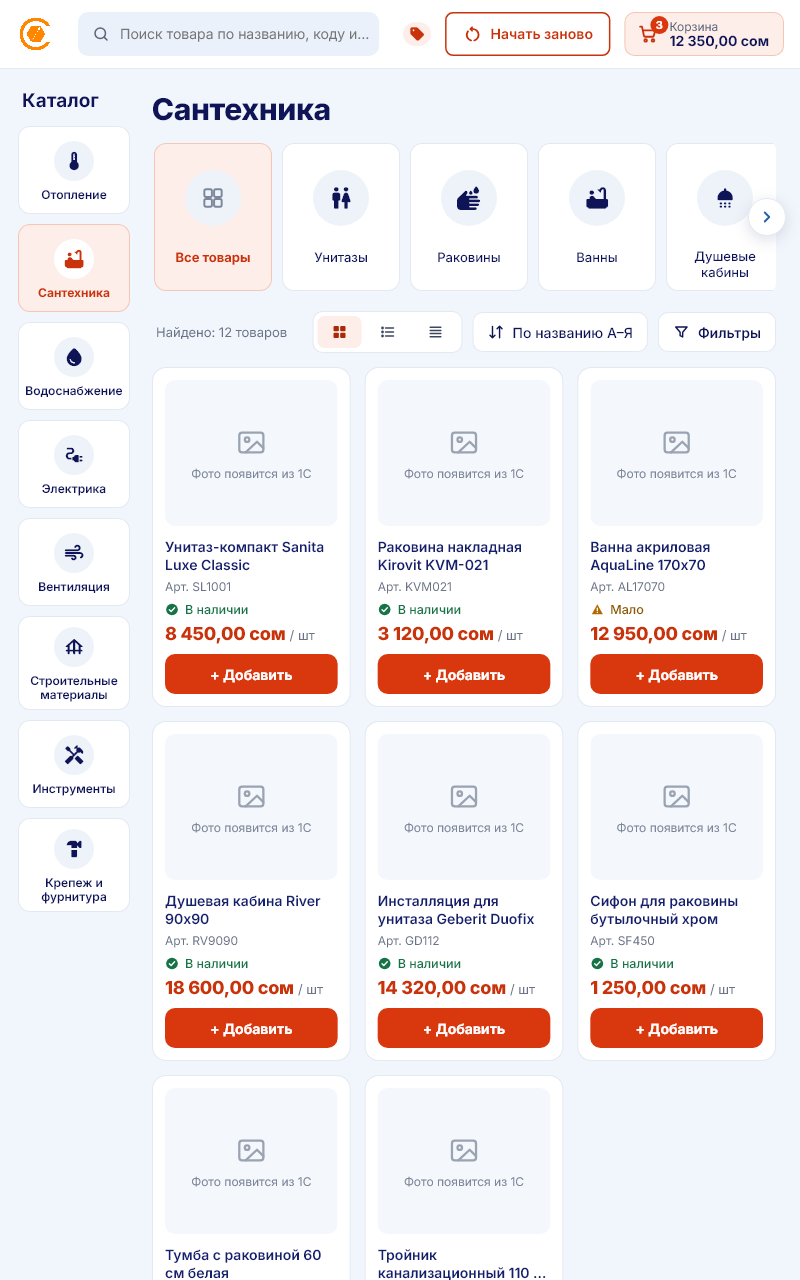 Поиск товара по названию, коду и...
Начать заново
3
Корзина
12 350,00 сом
Каталог
Отопление
Сантехника
Водоснабжение
Электрика
Вентиляция
Строительные
материалы
Инструменты
Крепеж и
фурнитура
Сантехника
Все товары
Унитазы
Раковины
Ванны
Душевые
кабины
Найдено: 12 товаров
По названию А–Я
Фильтры
Фото появится из 1С
Унитаз-компакт Sanita
Luxe Classic
Арт. SL1001
В наличии
8 450,00 сом / шт
+ Добавить
Фото появится из 1С
Раковина накладная
Kirovit KVM-021
Арт. KVM021
В наличии
3 120,00 сом / шт
+ Добавить
Фото появится из 1С
Ванна акриловая
AquaLine 170x70
Арт. AL17070
Мало
12 950,00 сом / шт
+ Добавить
Фото появится из 1С
Душевая кабина River
90x90
Арт. RV9090
В наличии
18 600,00 сом / шт
+ Добавить
Фото появится из 1С
Инсталляция для
унитаза Geberit Duofix
Арт. GD112
В наличии
14 320,00 сом / шт
+ Добавить
Фото появится из 1С
Сифон для раковины
бутылочный хром
Арт. SF450
В наличии
1 250,00 сом / шт
+ Добавить
Фото появится из 1С
Тумба с раковиной 60
см белая
Фото появится из 1С
Тройник
канализационный 110 ...